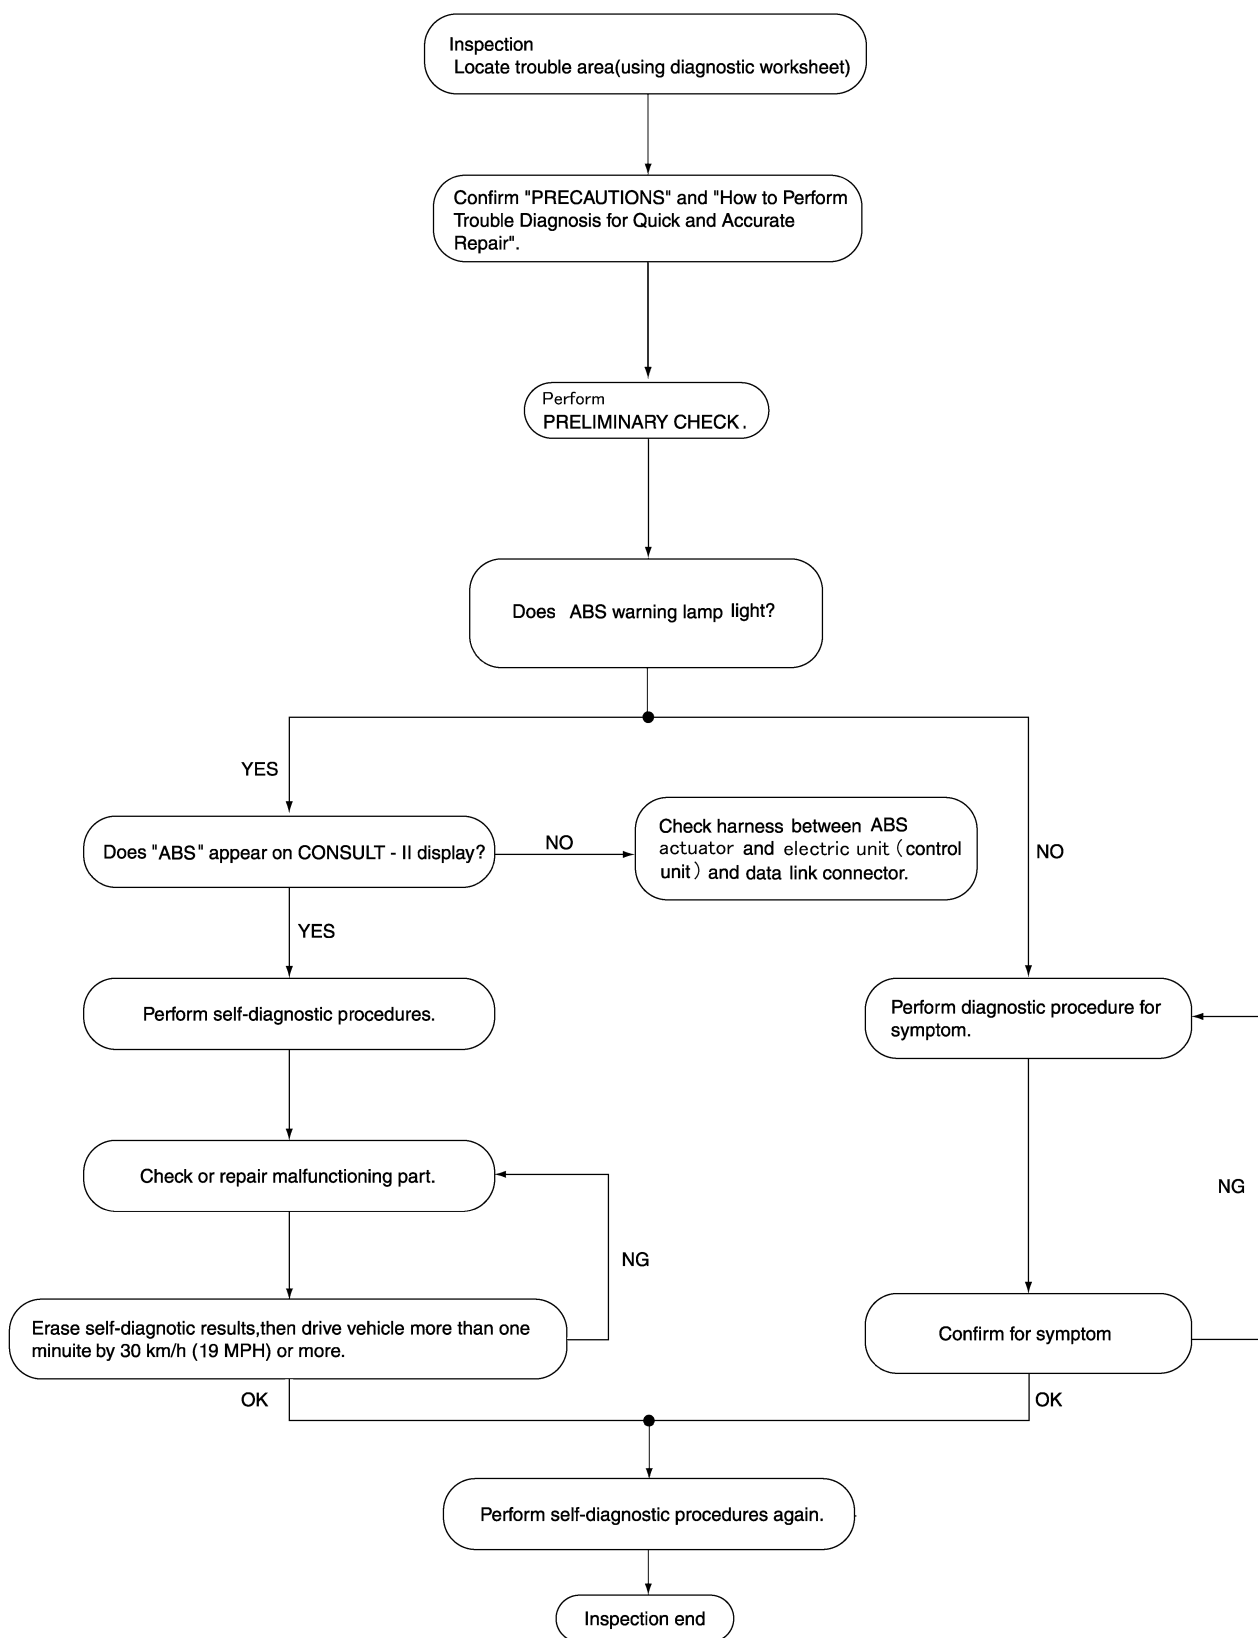 Inspection
Locate trouble area(using diagnostic worksheet)
Confirm "PRECAUTIONS" and "How to Perform
Trouble Diagnosis for Quick and Accurate
Repair".
Perform
PRELIMINARY CHECK.
Does ABS warning lamp light?
YES
NO
Does "ABS" appear on CONSULT - II display?
NO
Check harness between ABS
actuator and electric unit (control
unit) and data link connector.
YES
Perform self-diagnostic procedures.
Perform diagnostic procedure for
symptom.
Check or repair malfunctioning part.
NG
NG
Erase self-diagnotic results,then drive vehicle more than one
minuite by 30 km/h (19 MPH) or more.
Confirm for symptom
OK
OK
Perform self-diagnostic procedures again.
Inspection end